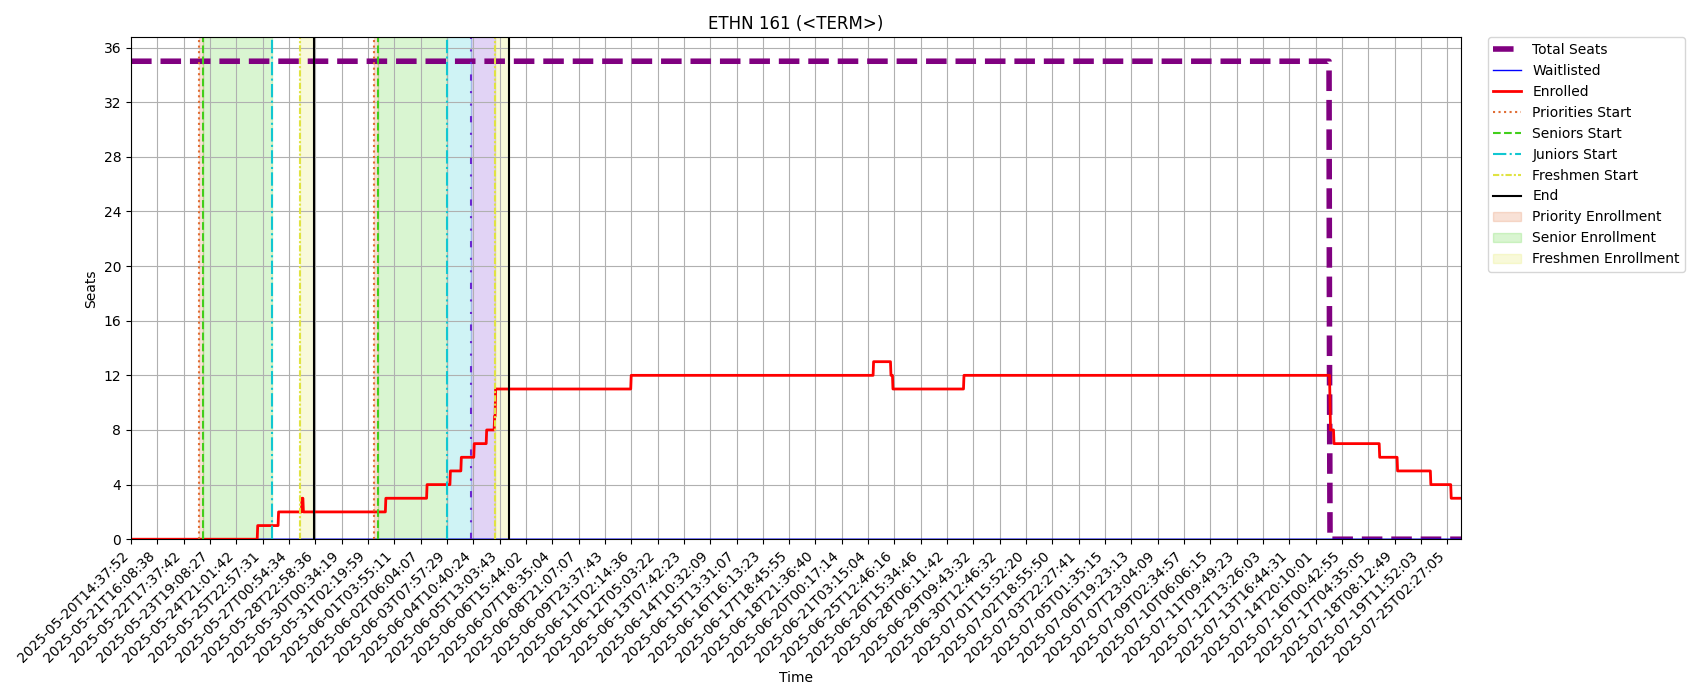 ETHN 161 (<TERM>)
Seats
36
32
28
24
20
16
12
8
4
0
2025-05-20T14:37:52
2025-05-21T16:08:38
2025-05-22T17:37:42
2025-05-23T19:08:27
2025-05-24T21:01:42
2025-05-25T22:57:31
2025-05-27T00:54:34
2025-05-28T22:58:36
2025-05-30T00:34:19
2025-05-31T02:19:59
2025-06-01T03:55:11
2025-06-02T06:04:07
2025-06-03T07:57:29
2025-06-04T10:40:24
2025-06-05T13:03:43
2025-06-06T15:44:02
2025-06-07T18:35:04
2025-06-08T21:07:07
2025-06-09T23:37:43
2025-06-11T02:14:36
2025-06-12T05:03:22
2025-06-13T07:42:23
2025-06-14T10:32:09
2025-06-15T13:31:07
2025-06-16T16:13:23
2025-06-17T18:45:55
2025-06-18T21:36:40
2025-06-20T00:17:14
2025-06-21T03:15:04
2025-06-25T12:46:16
2025-06-26T15:34:46
2025-06-28T06:11:42
2025-06-29T09:43:32
2025-06-30T12:46:32
2025-07-01T15:52:20
2025-07-02T18:55:50
2025-07-03T22:27:41
2025-07-05T01:35:15
2025-07-06T19:23:13
2025-07-07T23:04:09
2025-07-09T02:34:57
2025-07-10T06:06:15
2025-07-11T09:49:23
2025-07-12T13:26:03
2025-07-13T16:44:31
2025-07-14T20:10:01
2025-07-16T00:42:55
2025-07-17T04:35:05
2025-07-18T08:12:49
2025-07-19T11:52:03
2025-07-25T02:27:05
Time
Total Seats
Waitlisted
Enrolled
Priorities Start
Seniors Start
Juniors Start
Freshmen Start
End
Priority Enrollment
Senior Enrollment
Freshmen Enrollment